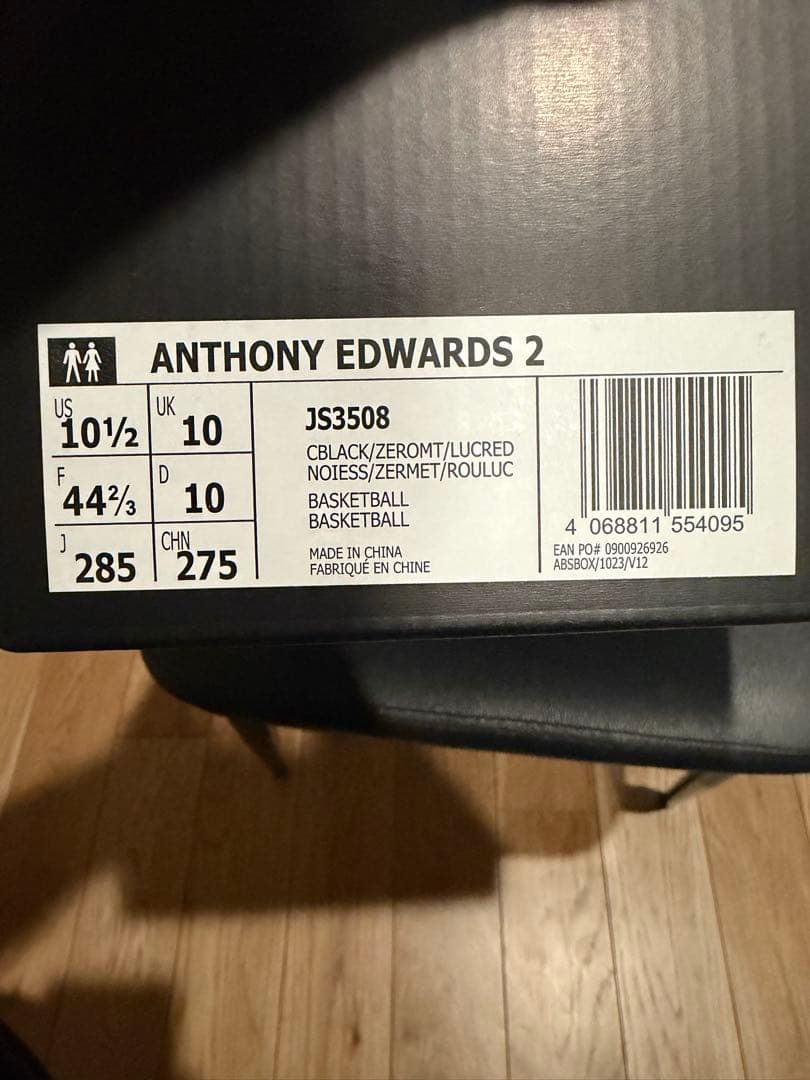 ANTHONY EDWARDS 2
US
10½
UK
10
F
44⅔
D
10
J
285
CHN
275
JS3508
CBLACK/ZEROMT/LUCRED
NOIESS/ZERMET/ROULUC
BASKETBALL
BASKETBALL
MADE IN CHINA
FABRIQUÉ EN CHINE
4 068811 554095
EAN PO# 0900926926
ABSBOX/1023/V12